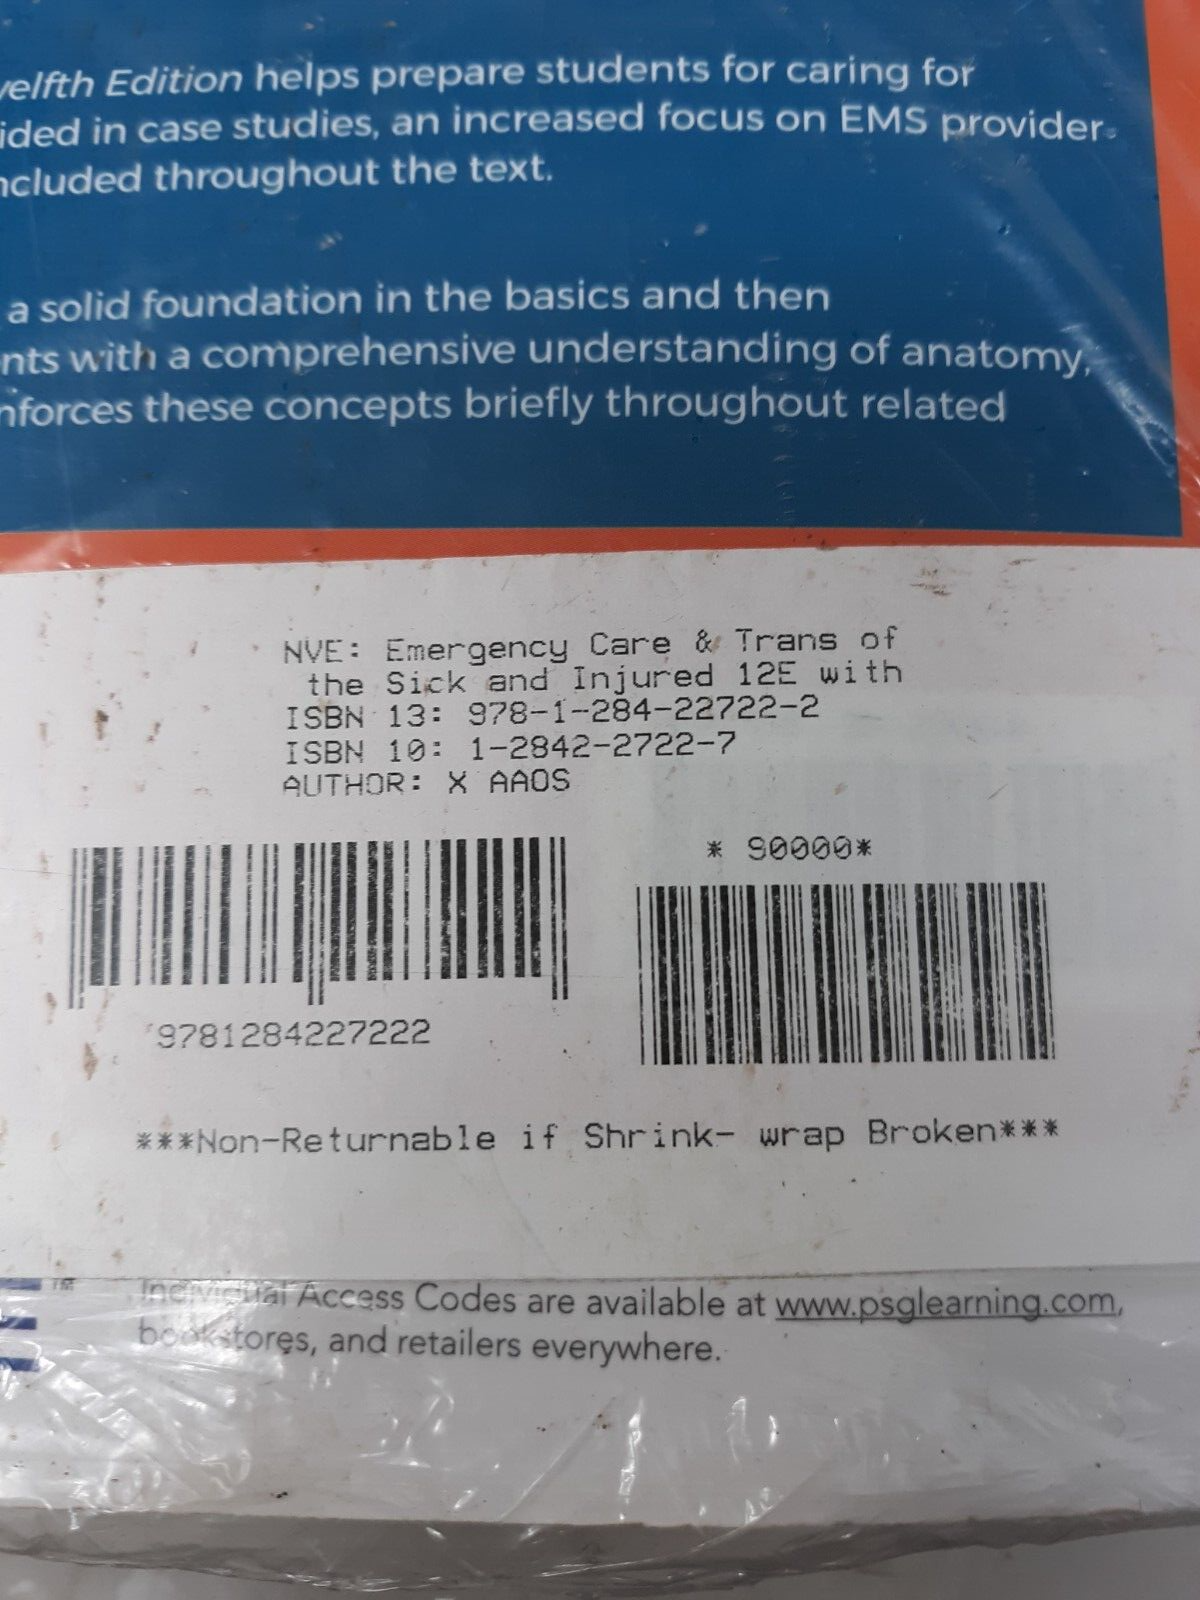 welfth Edition helps prepare students for caring for
ided in case studies, an increased focus on EMS provider
ncluded throughout the text.
a solid foundation in the basics and then
nts with a comprehensive understanding of anatomy,
nforces these concepts briefly throughout related
NVE: Emergency Care & Trans of
the Sick and Injured 12E with
ISBN 13: 978-1-284-22722-2
ISBN 10: 1-2842-2722-7
AUTHOR: X AAOS
* 90000*
9781284227222
***Non-Returnable if Shrink- wrap Broken***
TM
Individual Access Codes are available at www.psglearning.com,
bookstores, and retailers everywhere.